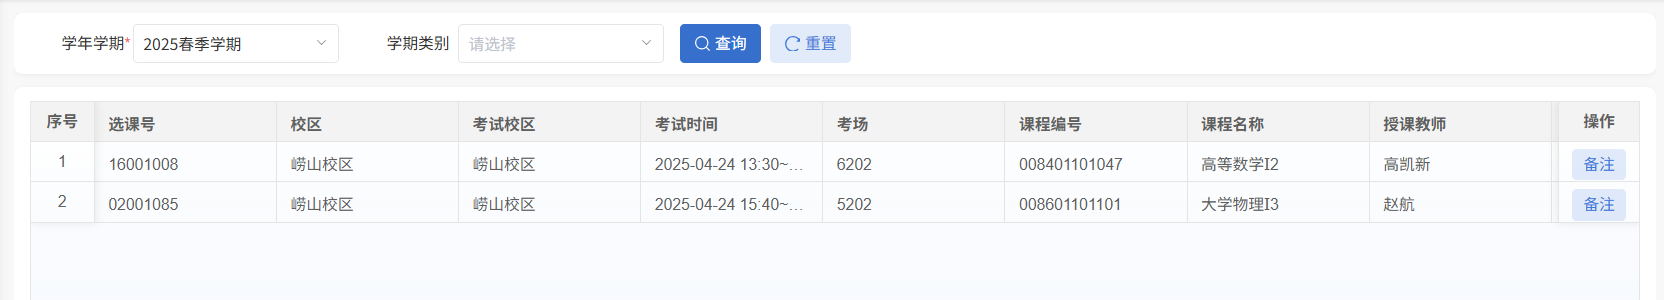 学年学期* 2025春季学期 学期类别 请选择 查询 重置
序号 选课号 校区 考试校区 考试时间 考场 课程编号 课程名称 授课教师 操作
1 16001008 崂山校区 崂山校区 2025-04-24 13:30~... 6202 008401101047 高等数学I2 高凯新 备注
2 02001085 崂山校区 崂山校区 2025-04-24 15:40~... 5202 008601101101 大学物理I3 赵航 备注